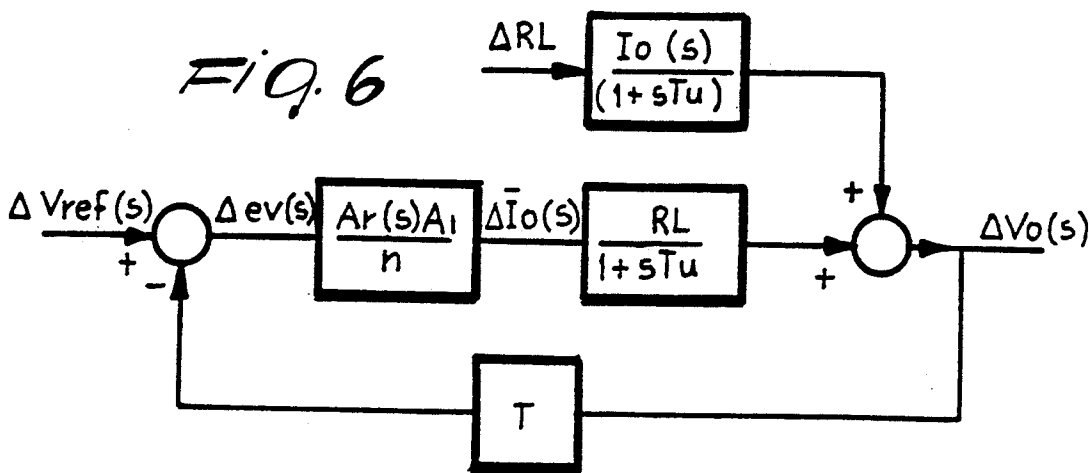 Fig. 6
ΔRL
Io(s)
(1+sTu)
+
ΔVref(s)
+
-
Δev(s)
Ar(s)A1
n
ΔĪo(s)
RL
1+sTu
+
ΔVo(s)
T